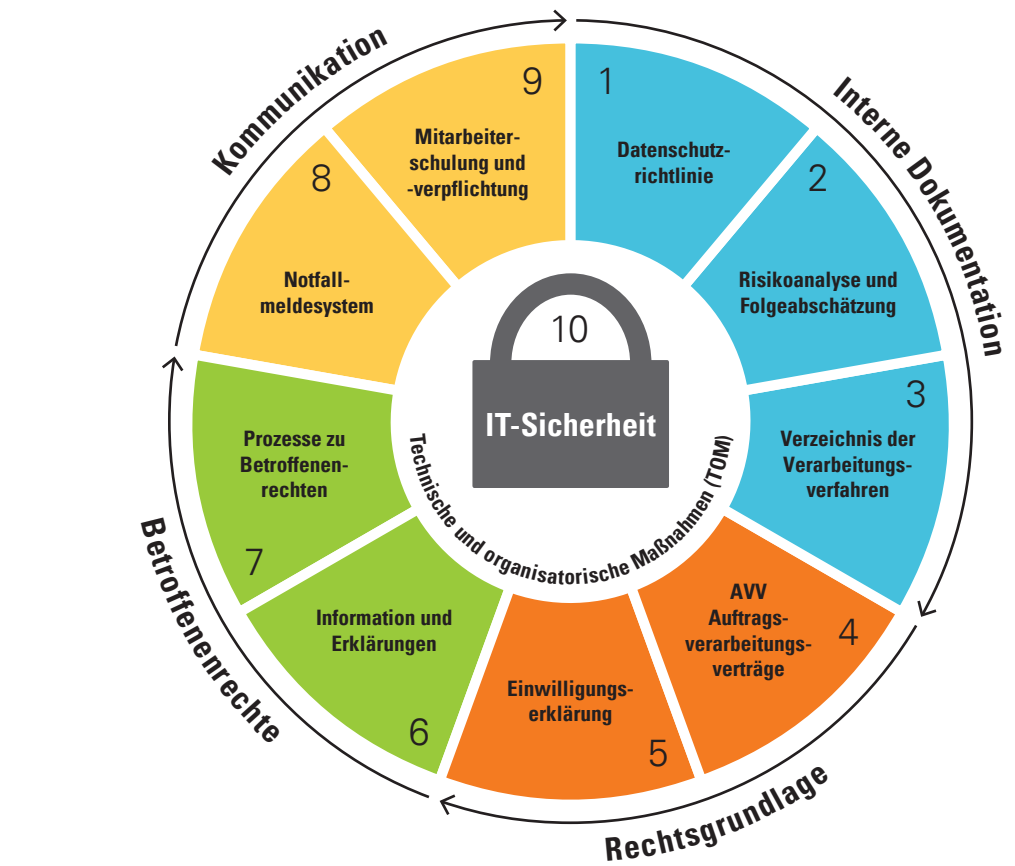 Kommunikation
Interne Dokumentation
Rechtsgrundlage
Betroffenenrechte
1
Datenschutz-
richtlinie
2
Risikoanalyse und
Folgeabschätzung
3
Verzeichnis der
Verarbeitungs-
verfahren
4
AVV
Auftrags-
verarbeitungs-
verträge
5
Einwilligungs-
erklärung
6
Information und
Erklärungen
7
Prozesse zu
Betroffenen-
rechten
8
Notfall-
meldesystem
9
Mitarbeiter-
schulung und
-verpflichtung
10
IT-Sicherheit
Technische und organisatorische Maßnahmen (TOM)